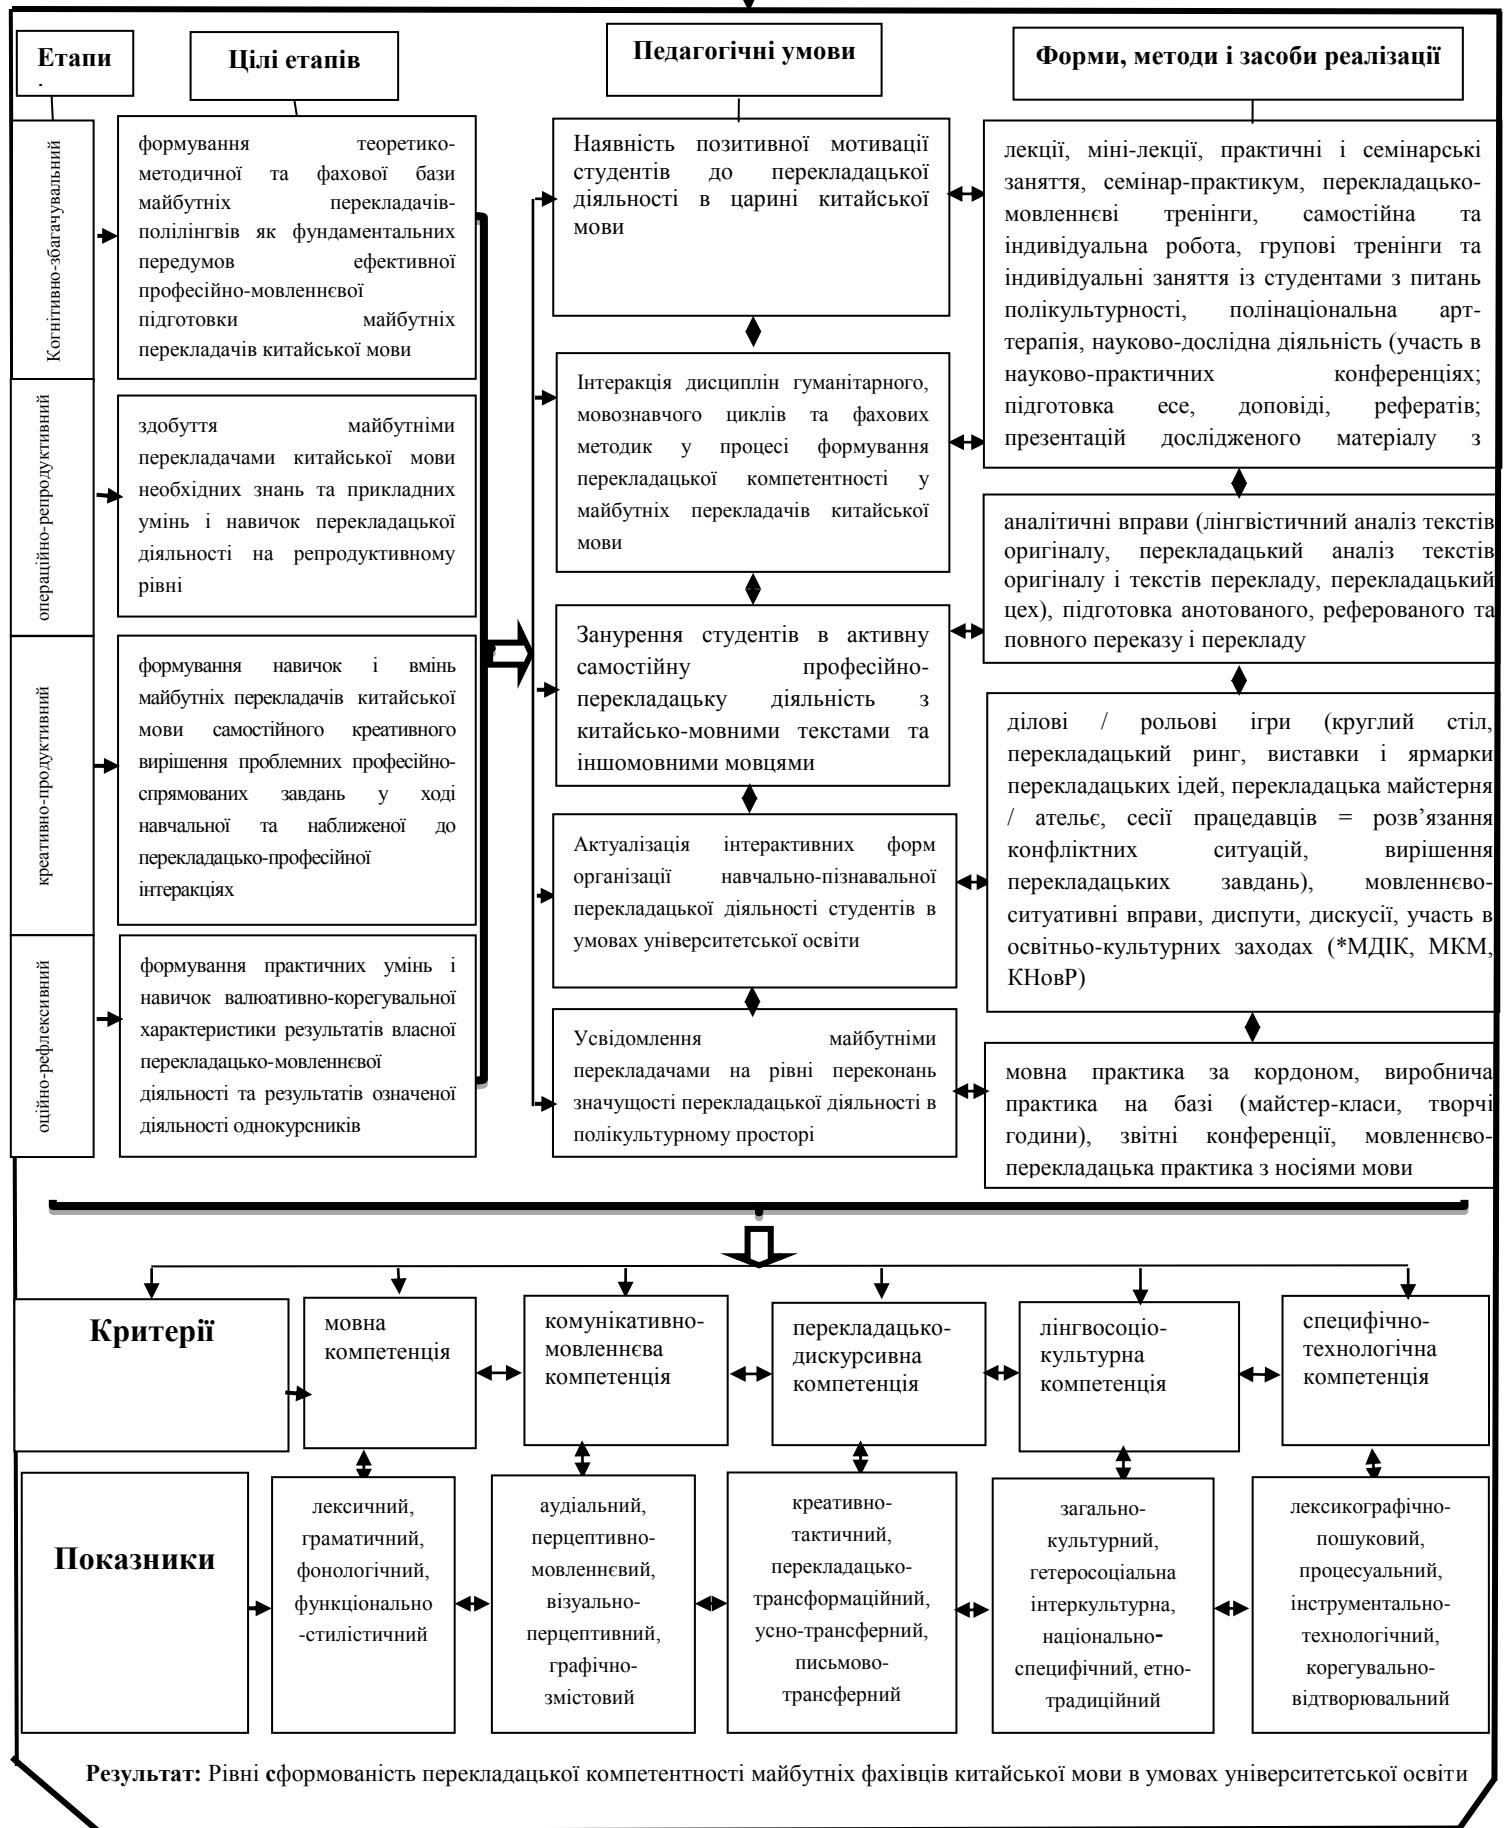 Етапи
.
Цілі етапів
Педагогічні умови
Форми, методи і засоби реалізації
Когнітивно-збагачувальний
формування теоретико-
методичної та фахової бази
майбутніх перекладачів-
полілінгвів як фундаментальних
передумов ефективної
професійно-мовленнєвої
підготовки майбутніх
перекладачів китайської мови
операційно-репродуктивний
здобуття майбутніми
перекладачами китайської мови
необхідних знань та прикладних
умінь і навичок перекладацької
діяльності на репродуктивному
рівні
креативно-продуктивний
формування навичок і вмінь
майбутніх перекладачів китайської
мови самостійного креативного
вирішення проблемних професійно-
спрямованих завдань у ході
навчальної та наближеної до
перекладацько-професійної
інтеракціях
оційно-рефлексивний
формування практичних умінь і
навичок валюативно-корегувальної
характеристики результатів власної
перекладацько-мовленнєвої
діяльності та результатів означеної
діяльності однокурсників
Наявність позитивної мотивації
студентів до перекладацької
діяльності в царині китайської
мови
Інтеракція дисциплін гуманітарного,
мовознавчого циклів та фахових
методик у процесі формування
перекладацької компетентності у
майбутніх перекладачів китайської
мови
Занурення студентів в активну
самостійну професійно-
перекладацьку діяльність з
китайсько-мовними текстами та
іншомовними мовцями
Актуалізація інтерактивних форм
організації навчально-пізнавальної
перекладацької діяльності студентів в
умовах університетської освіти
Усвідомлення майбутніми
перекладачами на рівні переконань
значущості перекладацької діяльності в
полікультурному просторі
лекції, міні-лекції, практичні і семінарські
заняття, семінар-практикум, перекладацько-
мовленнєві тренінги, самостійна та
індивідуальна робота, групові тренінги та
індивідуальні заняття із студентами з питань
полікультурності, полінаціональна арт-
терапія, науково-дослідна діяльність (участь в
науково-практичних конференціях;
підготовка есе, доповіді, рефератів;
презентацій дослідженого матеріалу з
аналітичні вправи (лінгвістичний аналіз текстів
оригіналу, перекладацький аналіз текстів
оригіналу і текстів перекладу, перекладацький
цех), підготовка анотованого, реферованого та
повного переказу і перекладу
ділові / рольові ігри (круглий стіл,
перекладацький ринг, виставки і ярмарки
перекладацьких ідей, перекладацька майстерня
/ ательє, сесії працедавців = розв’язання
конфліктних ситуацій, вирішення
перекладацьких завдань), мовленнєво-
ситуативні вправи, диспути, дискусії, участь в
освітньо-культурних заходах (*МДІК, МКМ,
КНовР)
мовна практика за кордоном, виробнича
практика на базі (майстер-класи, творчі
години), звітні конференції, мовленнєво-
перекладацька практика з носіями мови
Критерії
мовна
компетенція
комунікативно-
мовленнєва
компетенція
перекладацько-
дискурсивна
компетенція
лінгвосоціо-
культурна
компетенція
специфічно-
технологічна
компетенція
Показники
лексичний,
граматичний,
фонологічний,
функціонально
-стилістичний
аудіальний,
перцептивно-
мовленнєвий,
візуально-
перцептивний,
графічно-
змістовий
креативно-
тактичний,
перекладацько-
трансформаційний,
усно-трансферний,
письмово-
трансферний
загально-
культурний,
гетеросоціальна
інтеркультурна,
національно-
специфічний, етно-
традиційний
лексикографічно-
пошуковий,
процесуальний,
інструментально-
технологічний,
корегувально-
відтворювальний
Результат: Рівні сформованість перекладацької компетентності майбутніх фахівців китайської мови в умовах університетської освіти